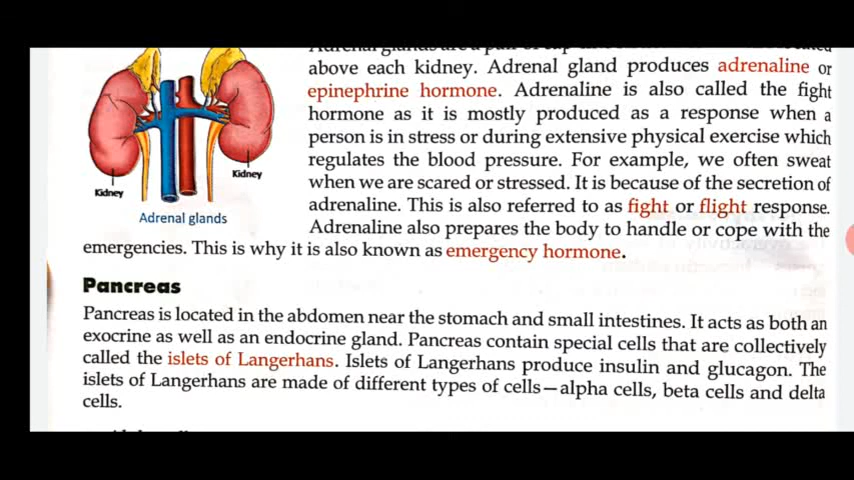 Adrenal glands are a pair of
above each kidney. Adrenal gland produces adrenaline or
epinephrine hormone. Adrenaline is also called the fight
hormone as it is mostly produced as a response when a
person is in stress or during extensive physical exercise which
regulates the blood pressure. For example, we often sweat
when we are scared or stressed. It is because of the secretion of
adrenaline. This is also referred to as fight or flight response.
Adrenaline also prepares the body to handle or cope with the
emergencies. This is why it is also known as emergency hormone.
Kidney
Kidney
Adrenal glands
Pancreas
Pancreas is located in the abdomen near the stomach and small intestines. It acts as both an
exocrine as well as an endocrine gland. Pancreas contain special cells that are collectively
called the islets of Langerhans. Islets of Langerhans produce insulin and glucagon. The
islets of Langerhans are made of different types of cells—alpha cells, beta cells and delta
cells.